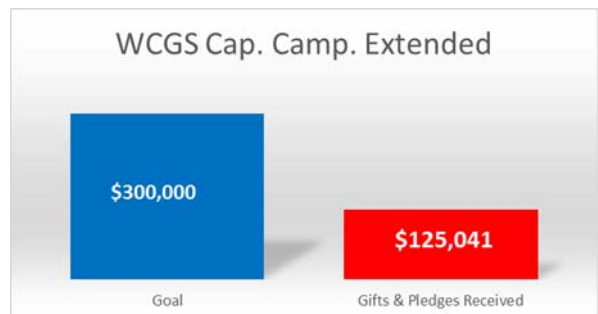 WCGS Cap. Camp. Extended
$300,000
$125,041
Goal
Gifts & Pledges Received